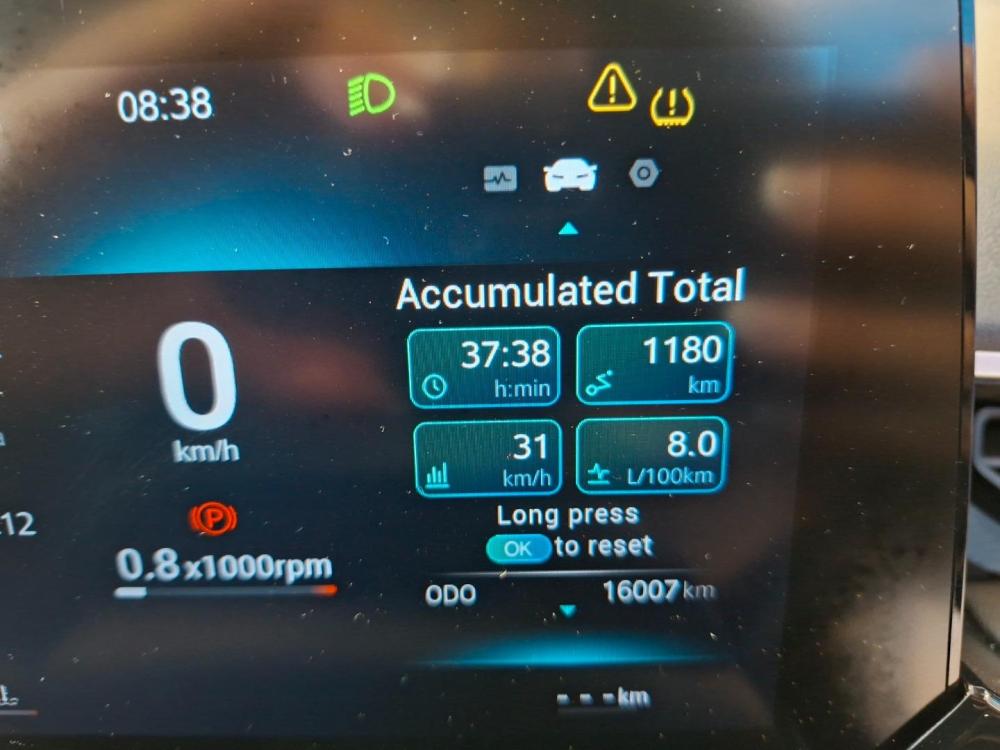 08:38
Accumulated Total
37:38
h:min
1180
km
0
km/h
31
km/h
8.0
L/100km
Long press
OK to reset
12
P
0.8x1000rpm
ODO 16007km
---km